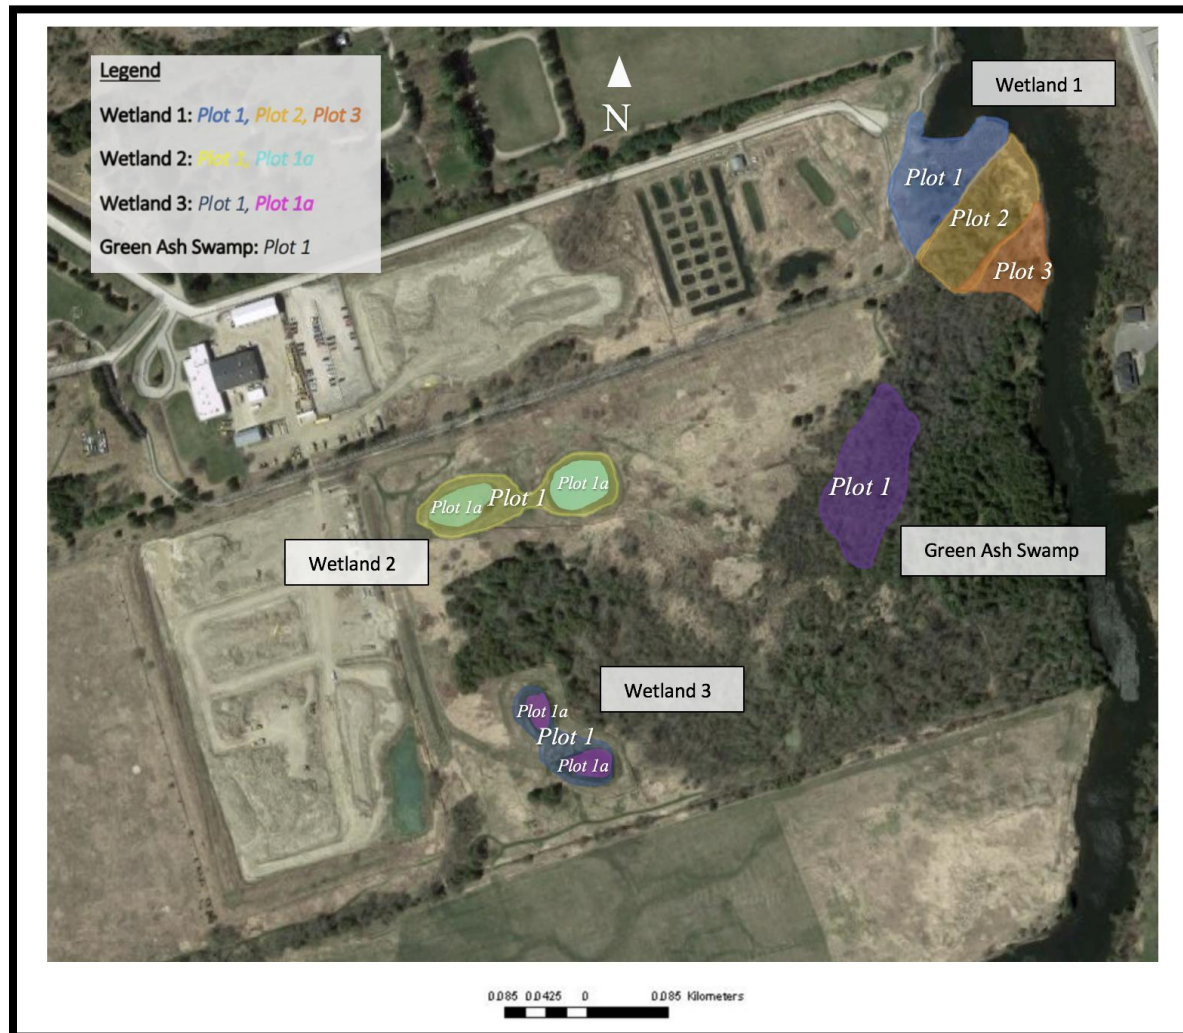 Legend
Wetland 1: Plot 1, Plot 2, Plot 3
Wetland 2: Plot 1, Plot 1a
Wetland 3: Plot 1, Plot 1a
Green Ash Swamp: Plot 1
N
Wetland 1
Plot 1
Plot 2
Plot 3
Plot 1a
Plot 1
Plot 1a
Wetland 2
Plot 1
Green Ash Swamp
Wetland 3
Plot 1a
Plot 1
Plot 1a
0.085 0.0425 0 0.085 Kilometers